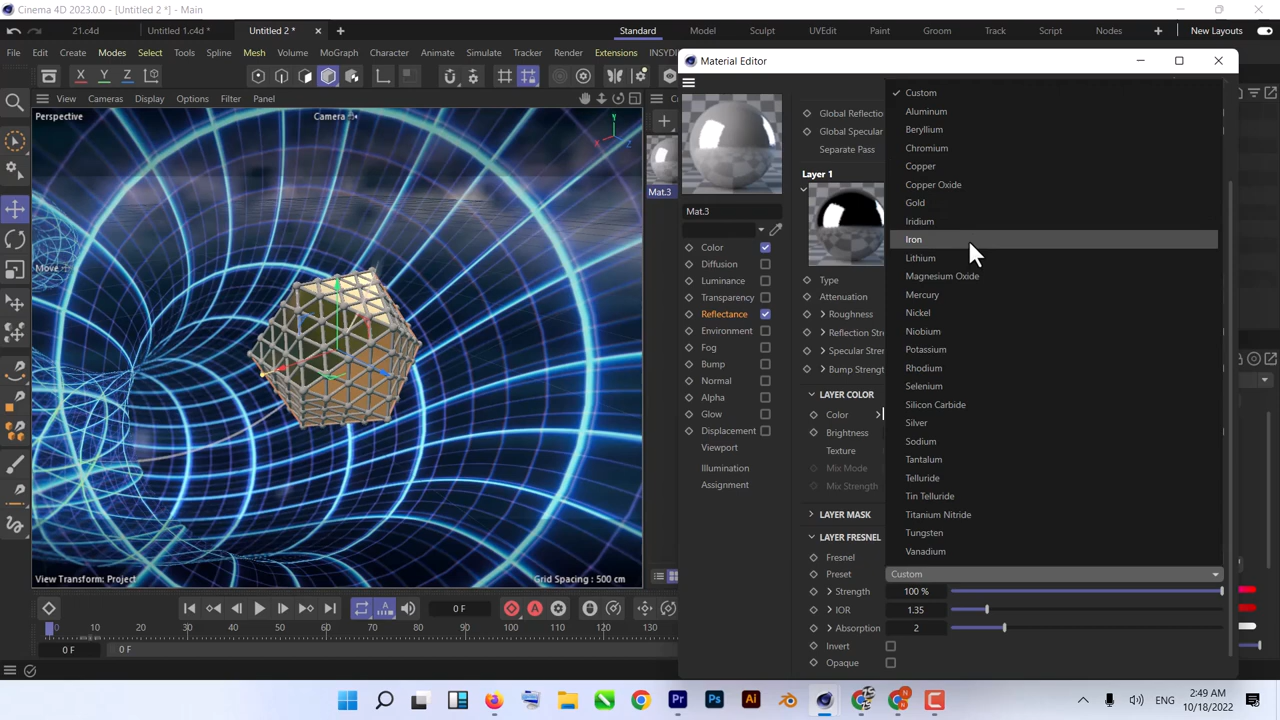 Cinema 4D 2023.0.0 - [Untitled 2 *] - Main
21.c4d
Untitled 1.c4d *
Untitled 2 *
Standard
Model
Sculpt
UVEdit
Paint
Groom
Track
Script
Nodes
New Layouts
File
Edit
Create
Modes
Select
Tools
Spline
Mesh
Volume
MoGraph
Character
Animate
Simulate
Tracker
Render
Extensions
INSYDI
Material Editor
X
Y
Z
View
Cameras
Display
Options
Filter
Panel
Perspective
Camera
Y
X
Z
Move
View Transform: Project
Grid Spacing : 500 cm
Mat.3
Mat.3
Color
Diffusion
Luminance
Transparency
Reflectance
Environment
Fog
Bump
Normal
Alpha
Glow
Displacement
Viewport
Illumination
Assignment
Global Reflectio
Global Specular
Separate Pass
Layer 1
Type
Attenuation
Roughness
Reflection Stre
Specular Stren
Bump Strengt
LAYER COLOR
Color
Brightness
Texture
Mix Mode
Mix Strength
LAYER MASK
LAYER FRESNEL
Fresnel
Preset
Custom
Strength
100 %
IOR
1.35
Absorption
2
Invert
Opaque
Custom
Aluminum
Beryllium
Chromium
Copper
Copper Oxide
Gold
Iridium
Iron
Lithium
Magnesium Oxide
Mercury
Nickel
Niobium
Potassium
Rhodium
Selenium
Silicon Carbide
Silver
Sodium
Tantalum
Telluride
Tin Telluride
Titanium Nitride
Tungsten
Vanadium
0 F
0
10
20
30
40
50
60
70
80
90
100
110
120
130
0 F
0 F
Pr
Ps
Ai
N
N
ENG
2:49 AM
10/18/2022